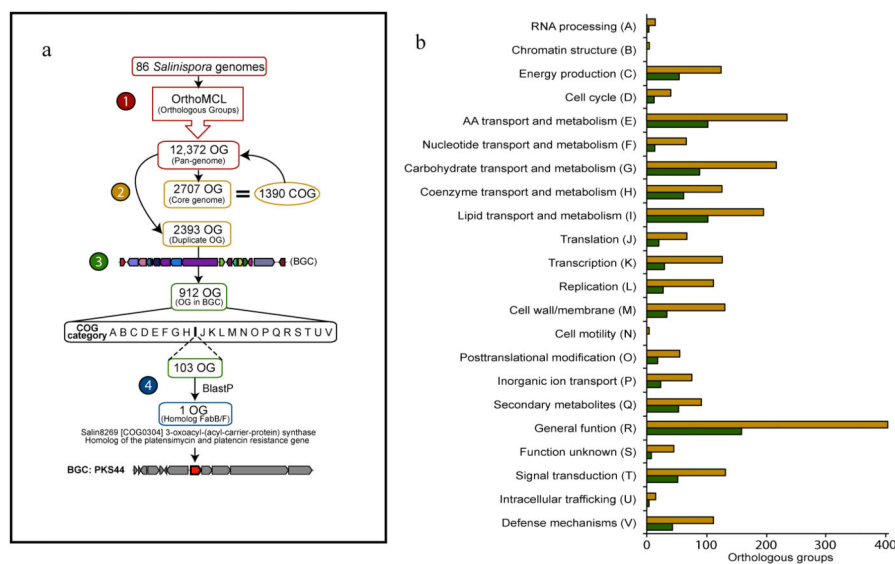 a
86 Salinispora genomes
1
OrthoMCL
(Orthologous Groups)
12,372 OG
(Pan-genome)
2
2707 OG
(Core genome)
=
1390 COG
2393 OG
(Duplicate OG)
3
(BGC)
912 OG
(OG in BGC)
COG
category
A B C D E F G H I J K L M N O P Q R S T U V
103 OG
4
BlastP
1 OG
(Homolog FabB/F)
Salin8269 [COG0304] 3-oxoacyl-(acyl-carrier-protein) synthase
Homolog of the platensimycin and platencin resistance gene
BGC: PKS44
b
RNA processing (A)
Chromatin structure (B)
Energy production (C)
Cell cycle (D)
AA transport and metabolism (E)
Nucleotide transport and metabolism (F)
Carbohydrate transport and metabolism (G)
Coenzyme transport and metabolism (H)
Lipid transport and metabolism (I)
Translation (J)
Transcription (K)
Replication (L)
Cell wall/membrane (M)
Cell motility (N)
Posttranslational modification (O)
Inorganic ion transport (P)
Secondary metabolites (Q)
General funtion (R)
Function unknown (S)
Signal transduction (T)
Intracellular trafficking (U)
Defense mechanisms (V)
0 100 200 300 400
Orthologous groups